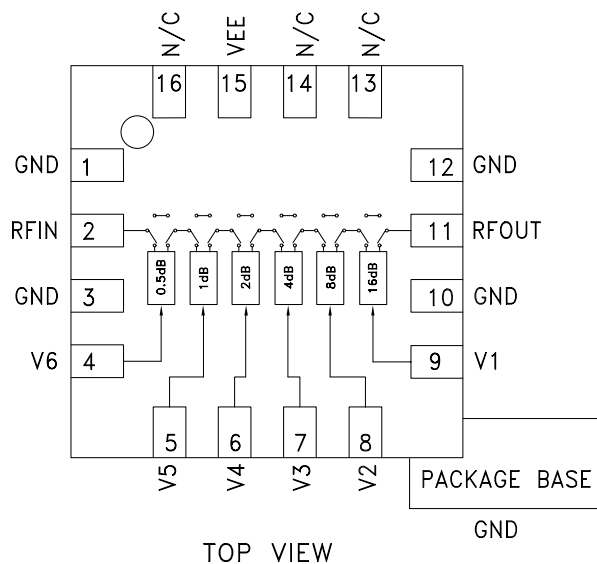 N/C
VEE
N/C
N/C
16
15
14
13
GND
1
12
GND
RFIN
2
11
RFOUT
0.5dB
1dB
2dB
4dB
8dB
16dB
GND
3
10
GND
V6
4
9
V1
5
6
7
8
V5
V4
V3
V2
PACKAGE BASE
GND
TOP VIEW